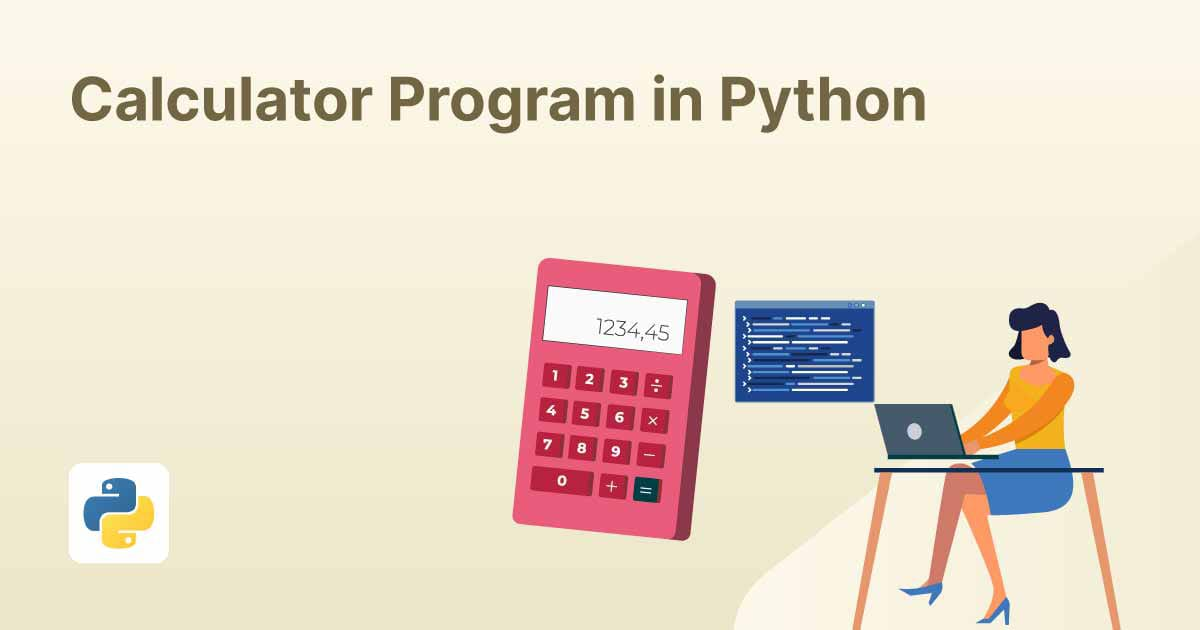 Calculator Program in Python
1234,45
1 2 3 ÷
4 5 6 ×
7 8 9 −
0 + =